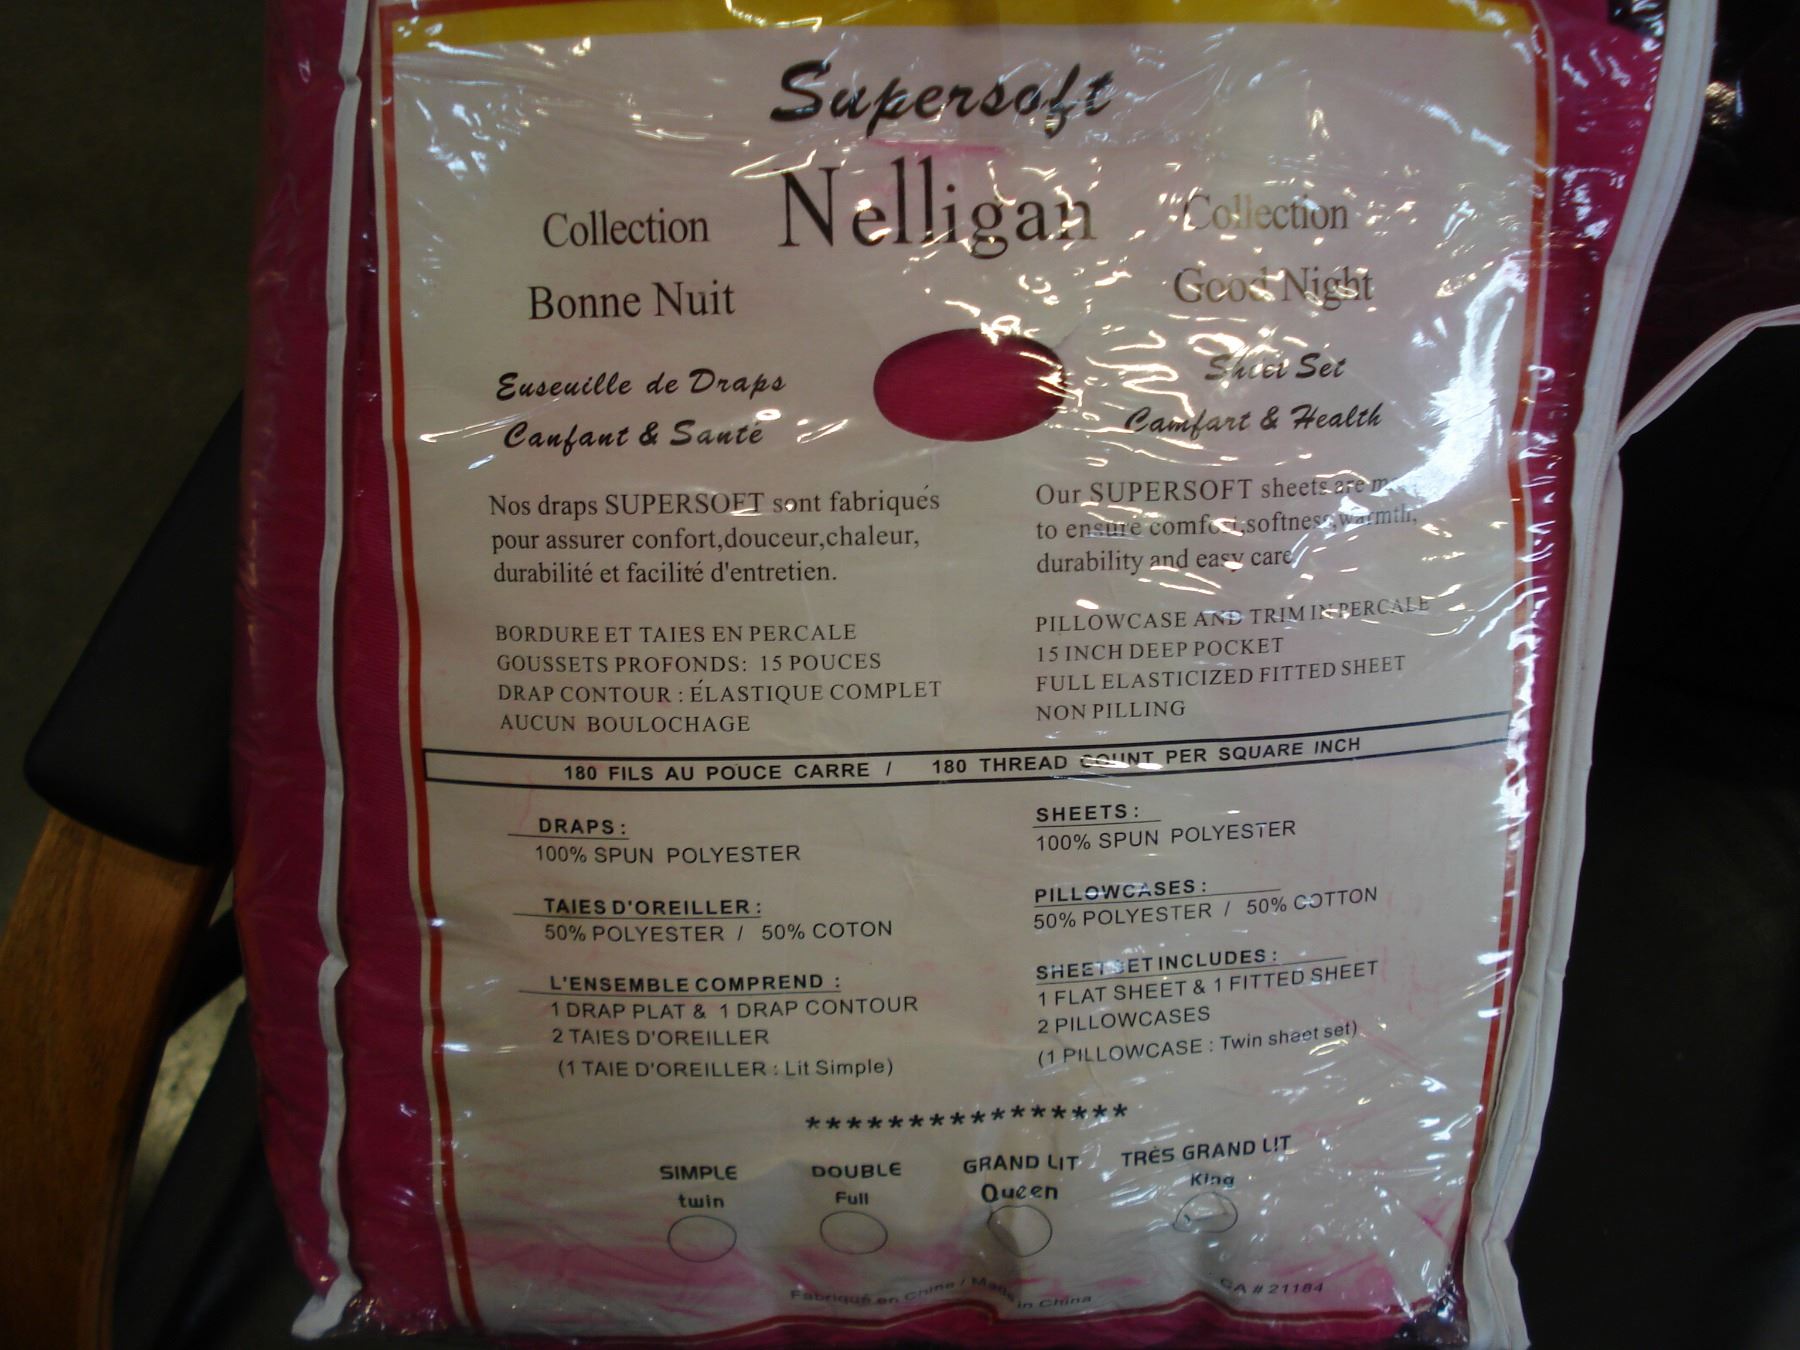 Supersoft
Nelligan
Collection
Bonne Nuit
Collection
Good Night
Euseuille de Draps
Canfant & Santé
Sheet Set
Camfart & Health
Nos draps SUPERSOFT sont fabriqués
pour assurer confort,douceur,chaleur,
durabilité et facilité d'entretien.
Our SUPERSOFT sheets are
to ensure comfort,softness,warmth,
durability and easy care
BORDURE ET TAIES EN PERCALE
GOUSSETS PROFONDS: 15 POUCES
DRAP CONTOUR : ÉLASTIQUE COMPLET
AUCUN BOULOCHAGE
PILLOWCASE AND TRIM IN PERCALE
15 INCH DEEP POCKET
FULL ELASTICIZED FITTED SHEET
NON PILLING
180 FILS AU POUCE CARRE / 180 THREAD COUNT PER SQUARE INCH
DRAPS :
100% SPUN POLYESTER
TAIES D'OREILLER :
50% POLYESTER / 50% COTON
L'ENSEMBLE COMPREND :
1 DRAP PLAT & 1 DRAP CONTOUR
2 TAIES D'OREILLER
(1 TAIE D'OREILLER : Lit Simple)
SHEETS :
100% SPUN POLYESTER
PILLOWCASES :
50% POLYESTER / 50% COTTON
SHEET SET INCLUDES :
1 FLAT SHEET & 1 FITTED SHEET
2 PILLOWCASES
(1 PILLOWCASE : Twin sheet set)
****************
SIMPLE
twin
DOUBLE
Full
GRAND LIT
Queen
TRÈS GRAND LIT
King
Fabriqué en Chine / Made in China
CA # 21184